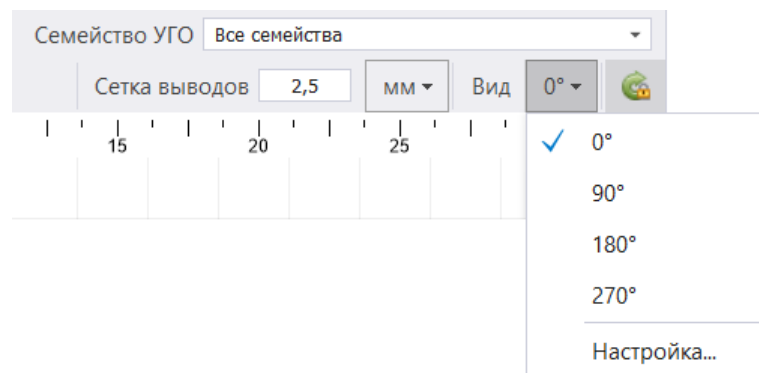 Семейство УГО Все семейства
Сетка выводов 2,5 мм Вид 0°
15 20 25
0°
90°
180°
270°
Настройка...